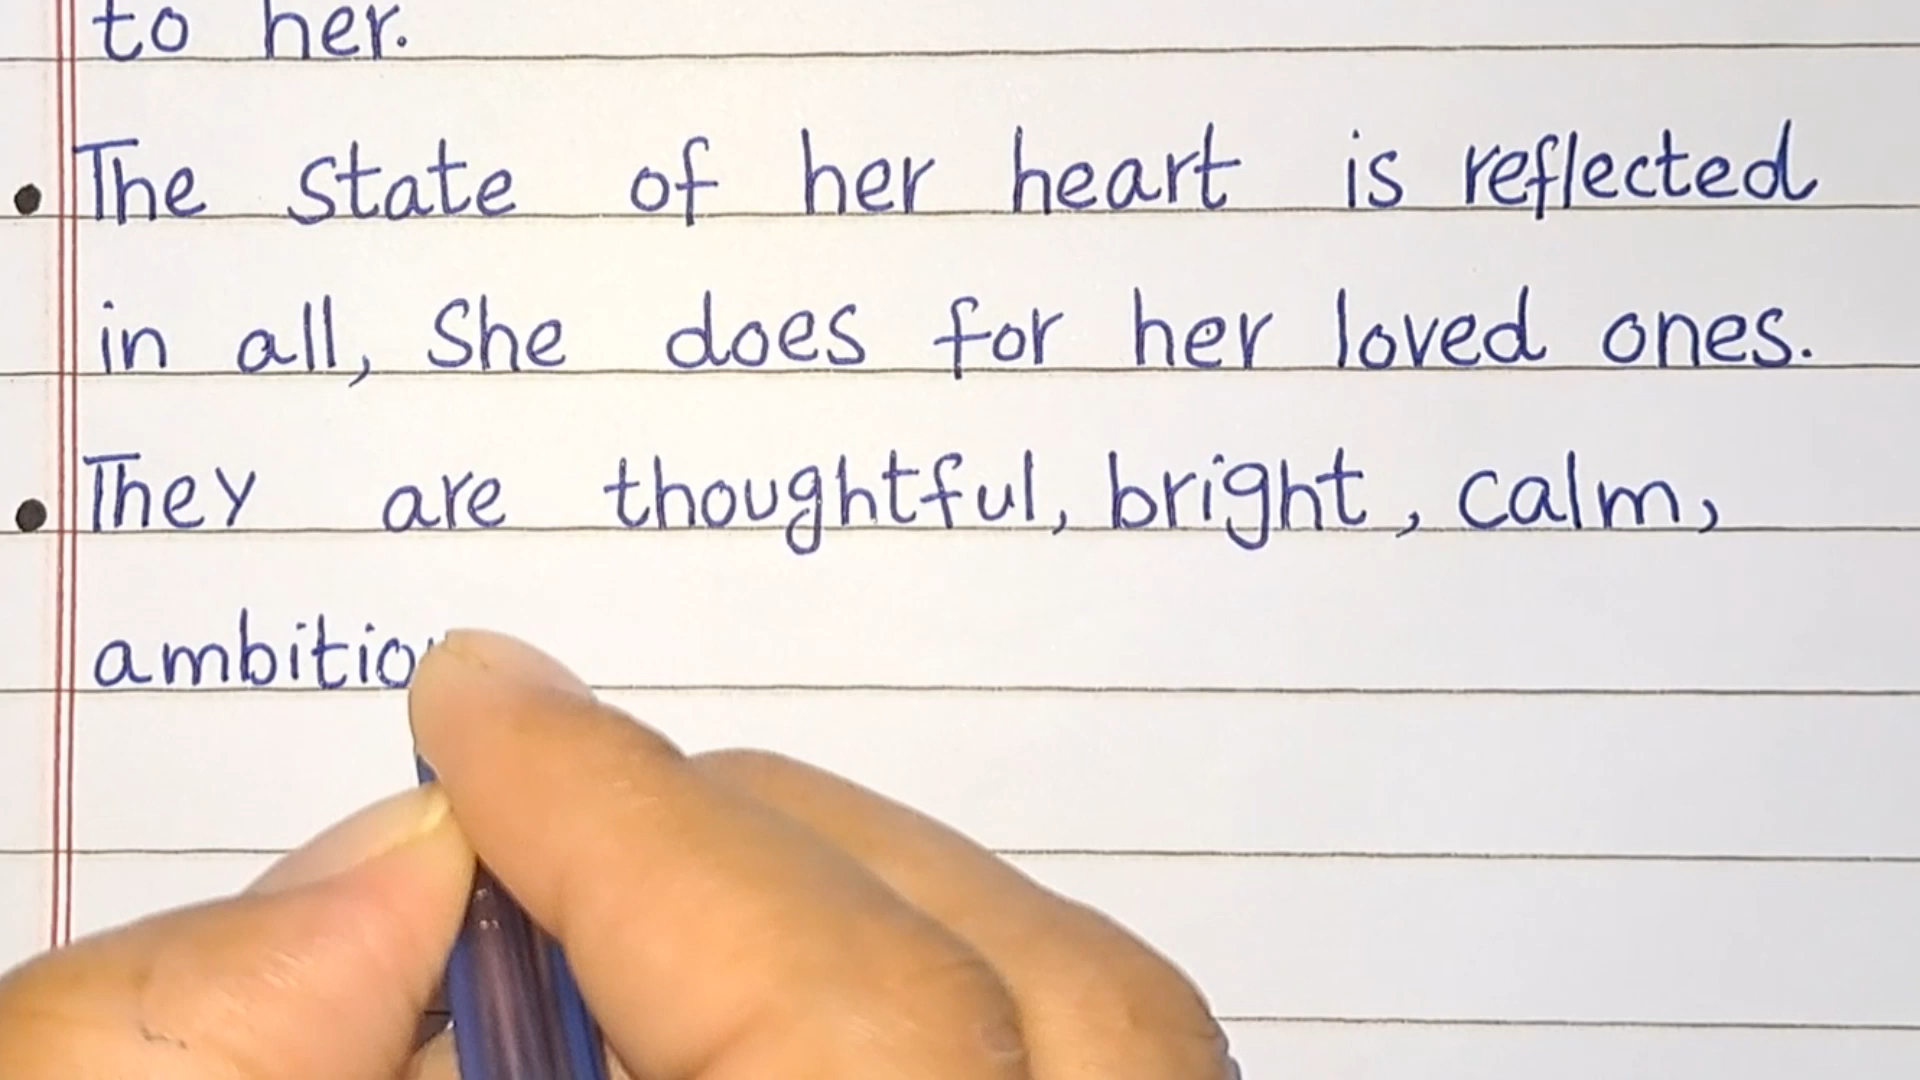 to her.
• The state of her heart is reflected
in all, She does for her loved ones.
• They are thoughtful, bright, calm,
ambitio